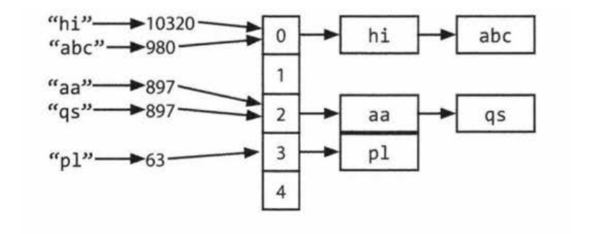 “hi” 10320
“abc” 980
0 hi abc
1
“aa” 897
“qs” 897
2 aa qs
“pl” 63
3 pl
4